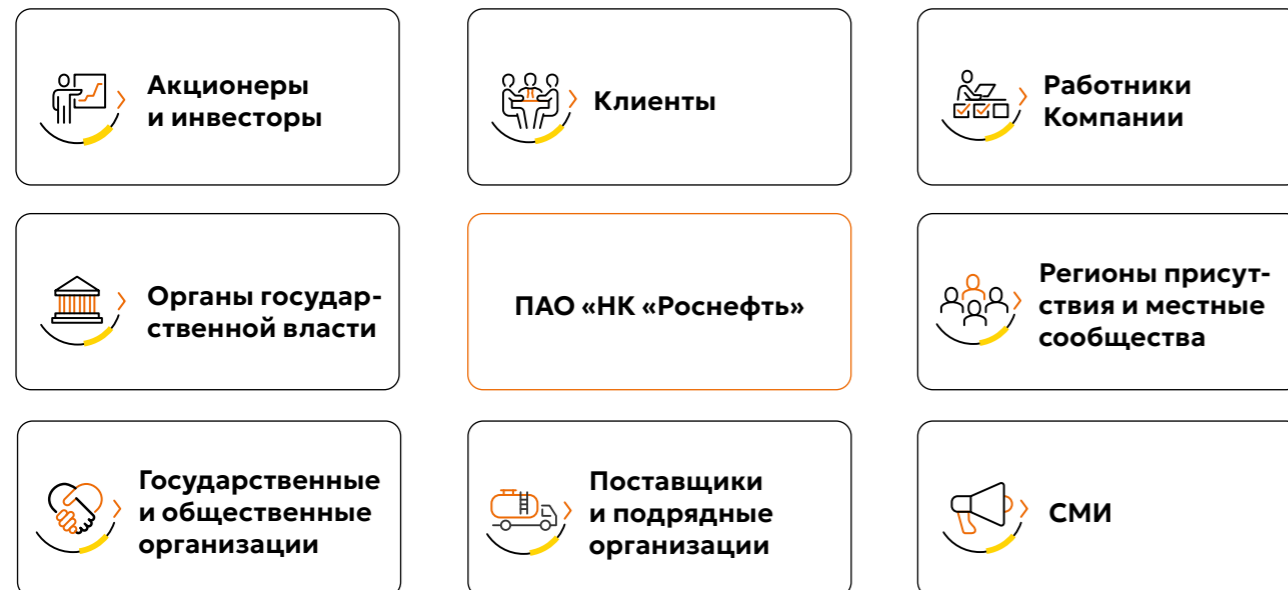 Акционеры
и инвесторы
Клиенты
Работники
Компании
Органы государ-
ственной власти
ПАО «НК «Роснефть»
Регионы присут-
ствия и местные
сообщества
Государственные
и общественные
организации
Поставщики
и подрядные
организации
СМИ